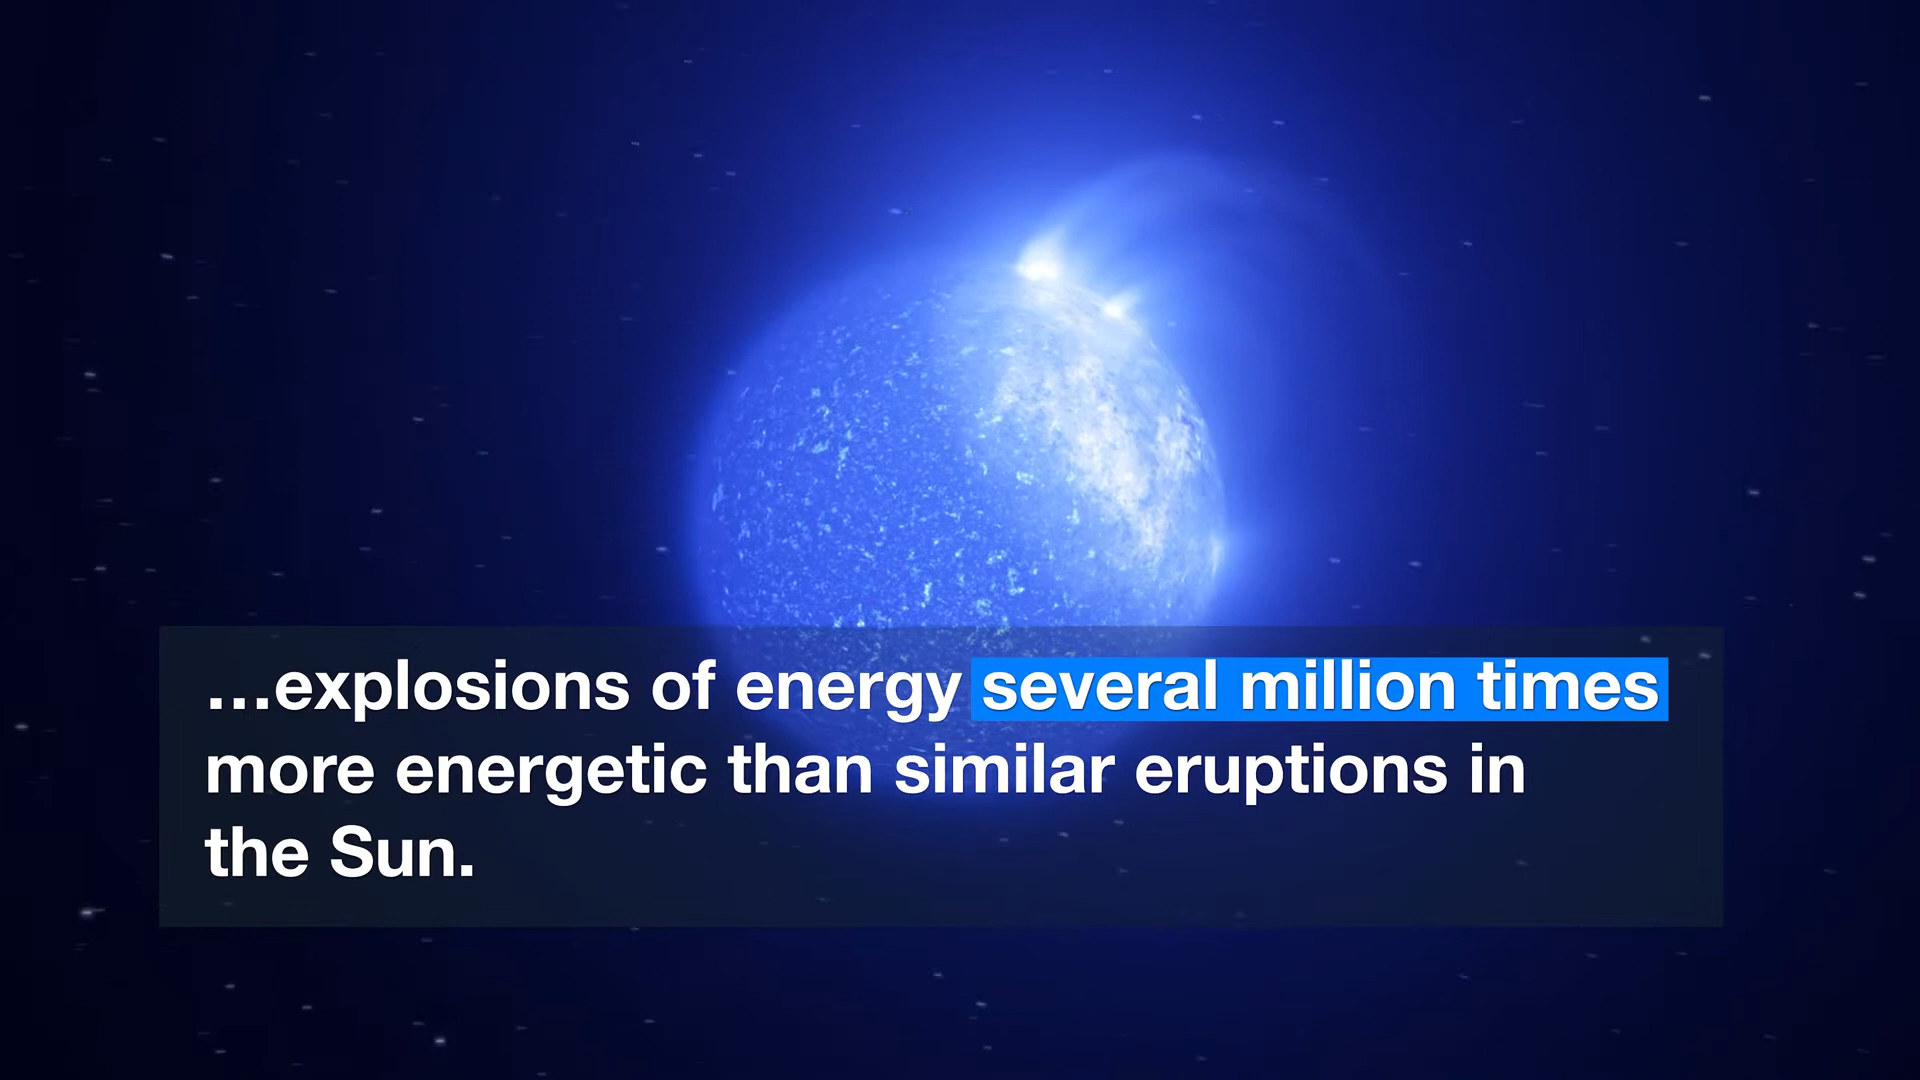 …explosions of energy several million times
more energetic than similar eruptions in
the Sun.